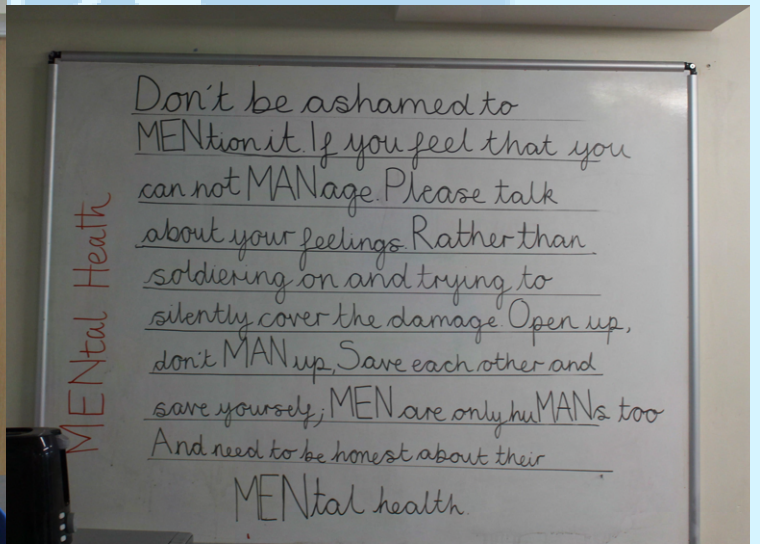 MENtal Health
Don't be ashamed to
MENtion it. If you feel that you
can not MANage. Please talk
about your feelings. Rather than
soldiering on and trying to
silently cover the damage. Open up,
don't MAN up, Save each other and
save yourself; MEN are only huMANs too
And need to be honest about their
MENtal health.